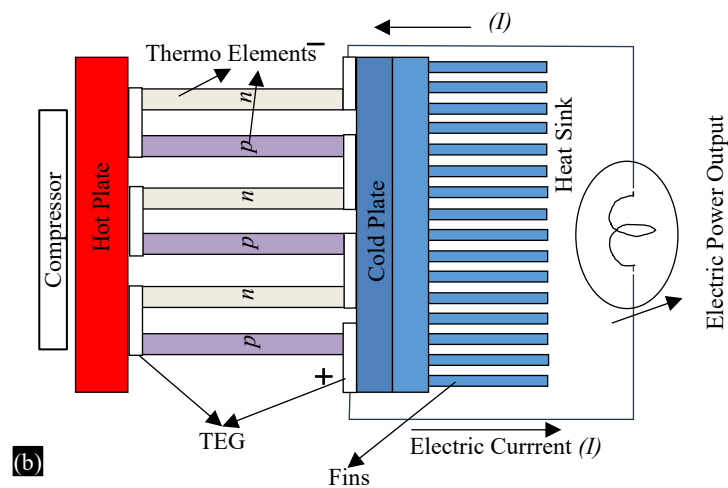 (I)
Thermo Elements
−
n
p
n
p
n
p
Compressor
Hot Plate
Cold Plate
Heat Sink
Electric Power Output
+
TEG
Electric Currrent (I)
Fins
(b)